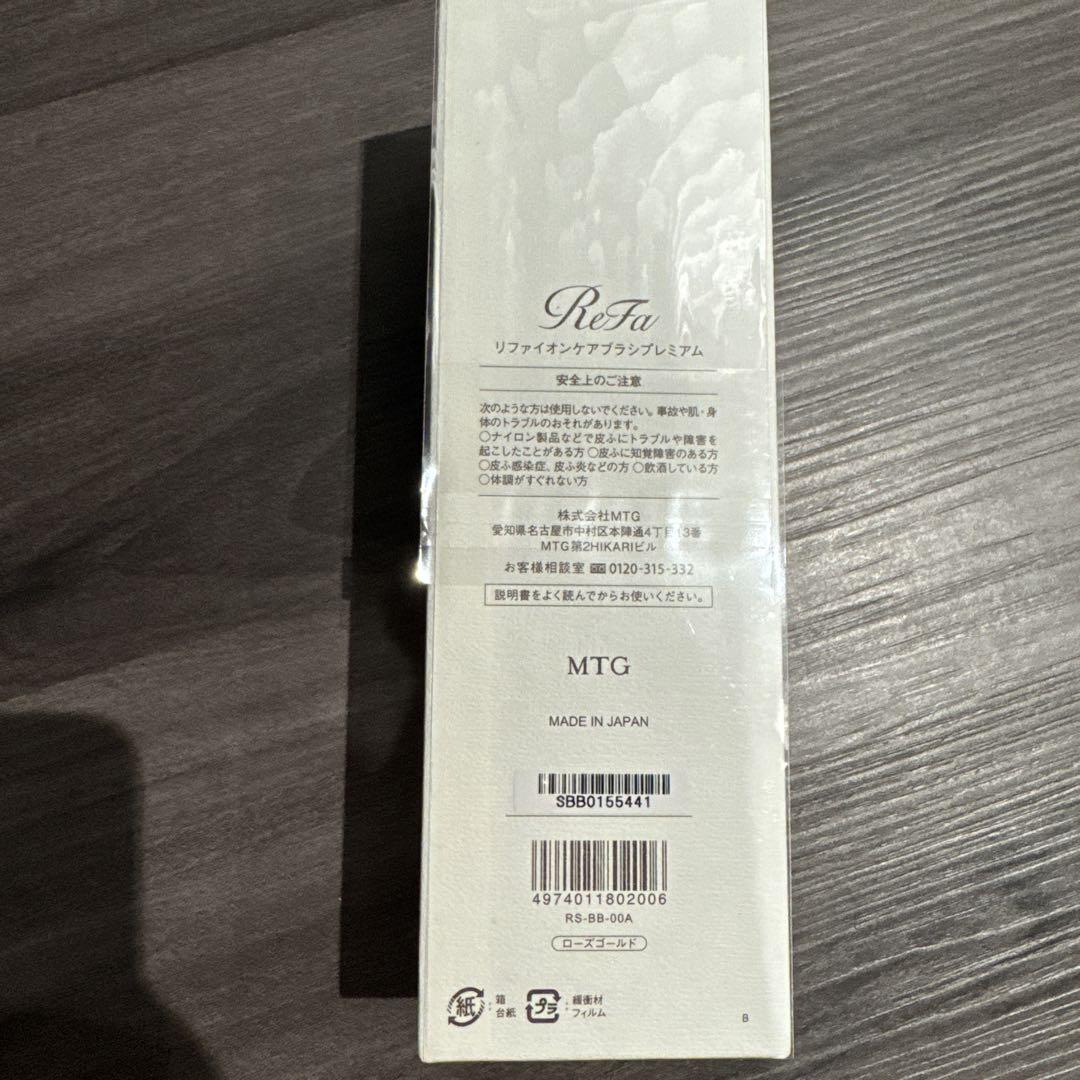 ReFa
リファイオンケアブラシプレミアム
安全上のご注意
次のような方は使用しないでください。事故や肌・身
体のトラブルのおそれがあります。
○ナイロン製品などで皮ふにトラブルや障害を
起こしたことがある方 ○皮ふに知覚障害のある方
○皮ふ感染症、皮ふ炎などの方 ○飲酒している方
○体調がすぐれない方
株式会社MTG
愛知県名古屋市中村区本陣通4丁目13番
MTG第2HIKARIビル
お客様相談室 0120-315-332
説明書をよく読んでからお使いください。
MTG
MADE IN JAPAN
SBB0155441
4974011802006
RS-BB-00A
ローズゴールド
紙 : 箱 プラ : 緩衝材
台紙 フィルム
B